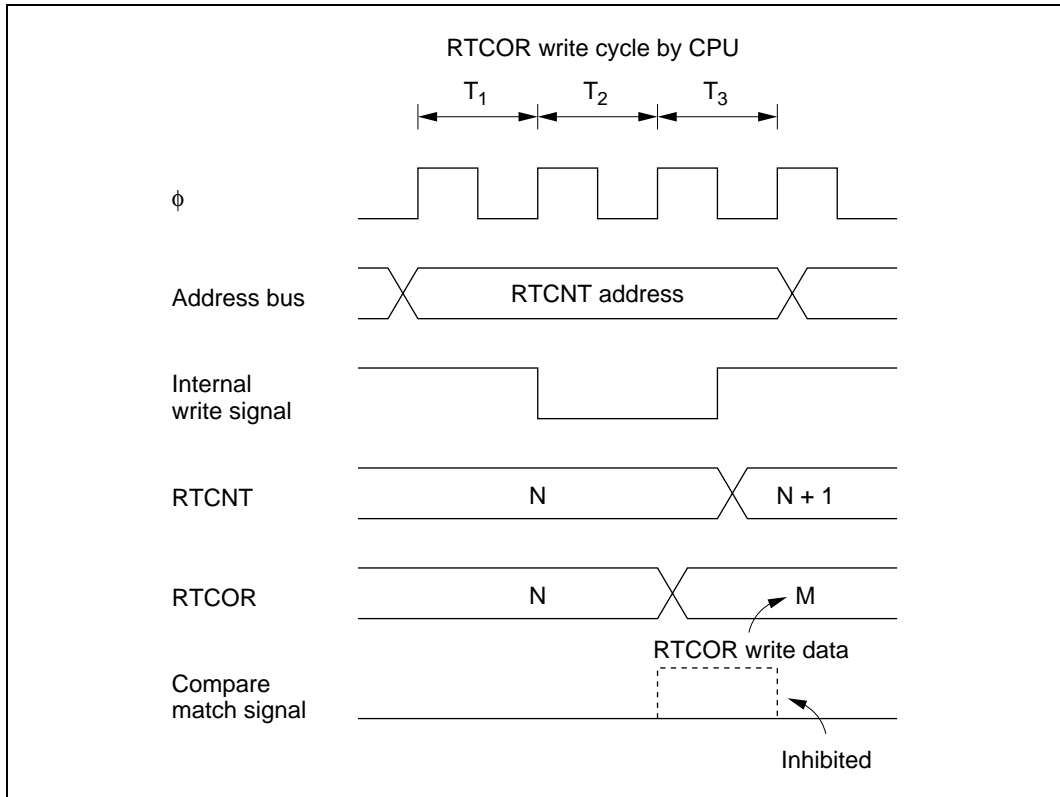 RTCOR write cycle by CPU
T1 T2 T3
φ
Address bus RTCNT address
Internal
write signal
RTCNT N N + 1
RTCOR N M
RTCOR write data
Compare
match signal
Inhibited